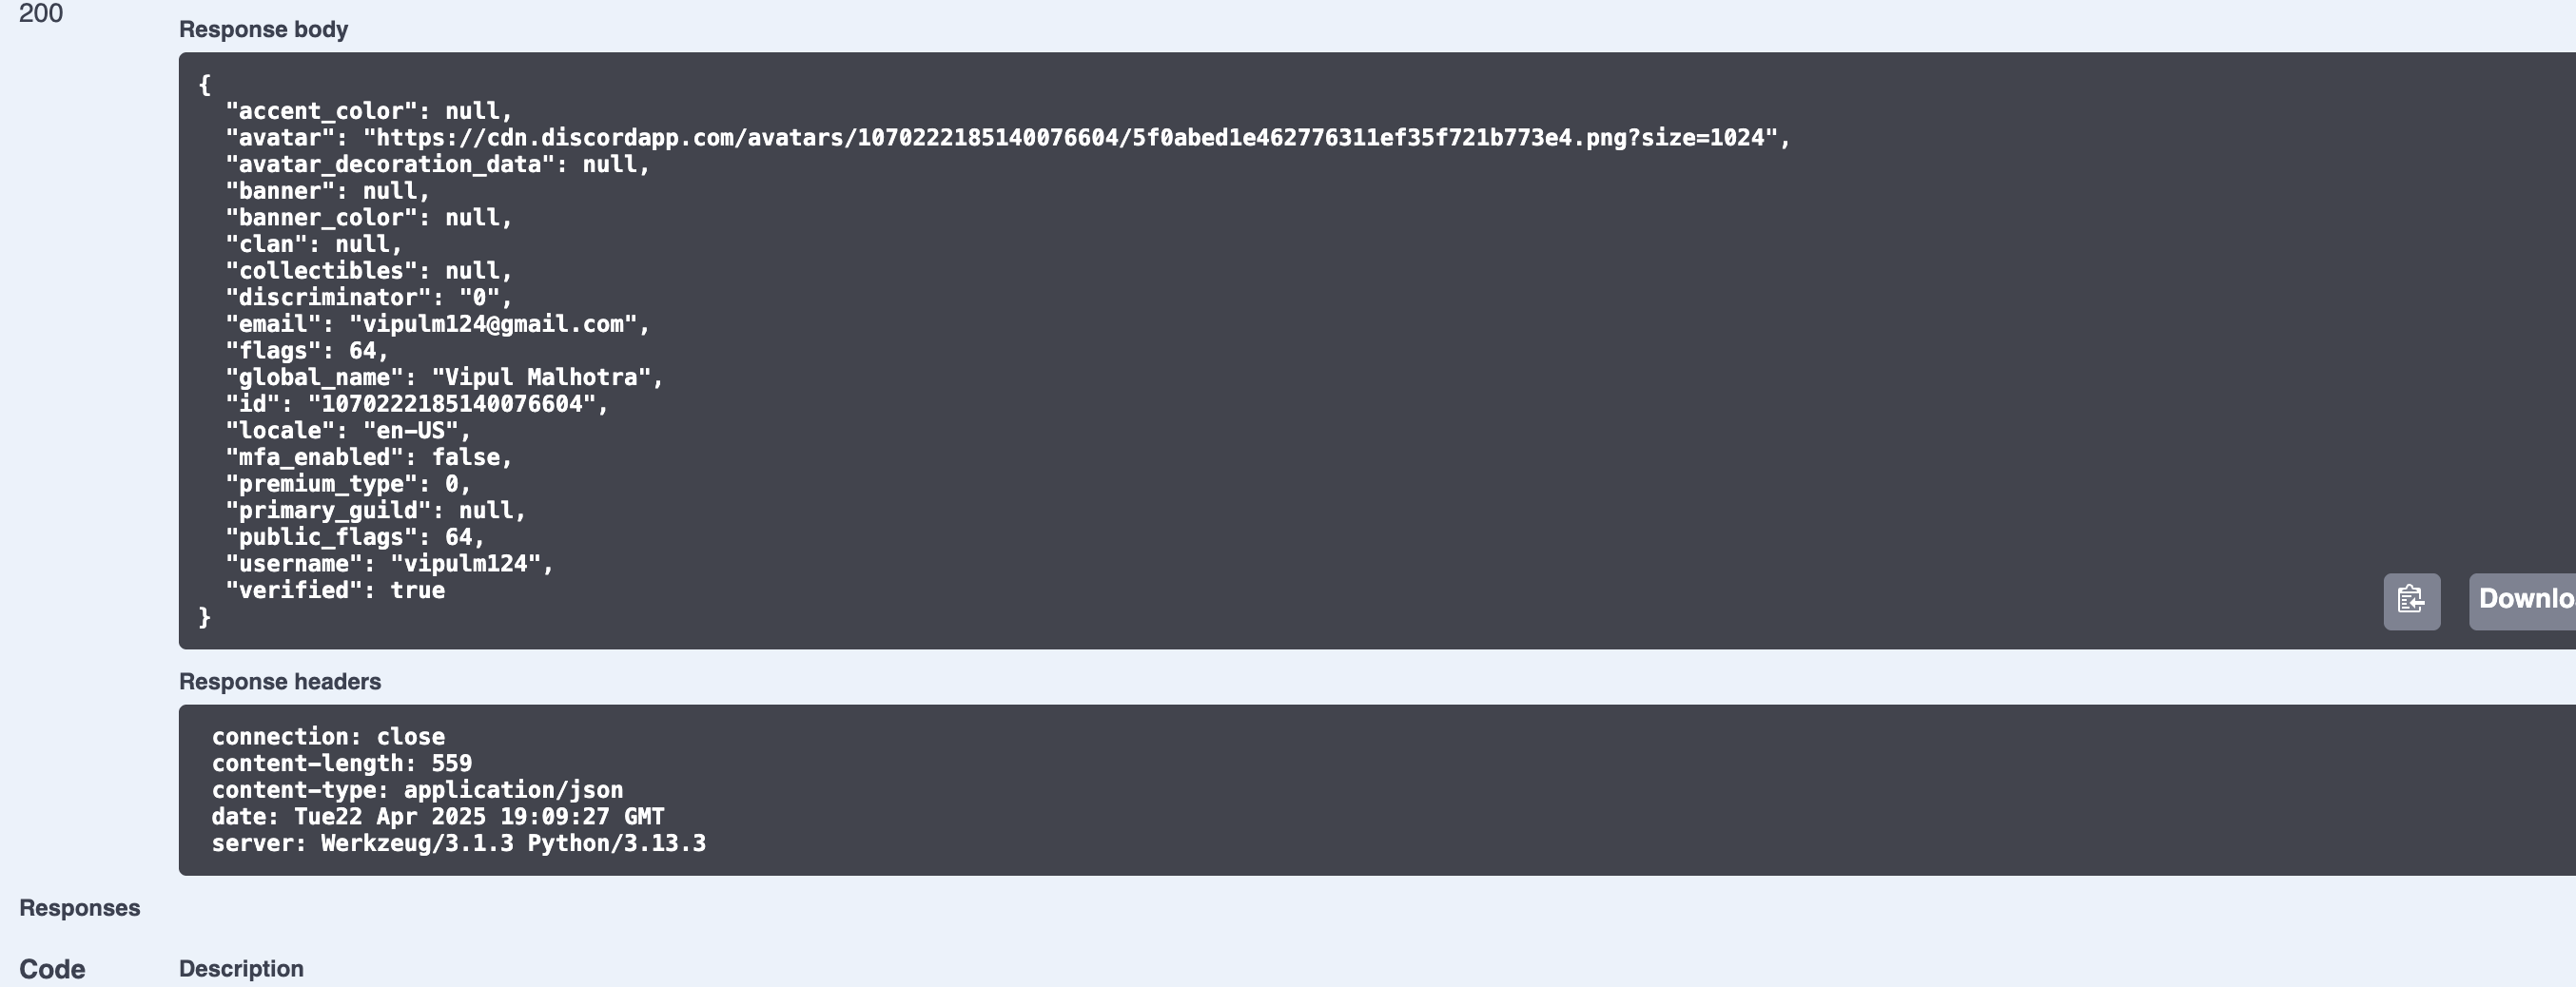 200
Response body
{
  "accent_color": null,
  "avatar": "https://cdn.discordapp.com/avatars/1070222185140076604/5f0abed1e462776311ef35f721b773e4.png?size=1024",
  "avatar_decoration_data": null,
  "banner": null,
  "banner_color": null,
  "clan": null,
  "collectibles": null,
  "discriminator": "0",
  "email": "vipulm124@gmail.com",
  "flags": 64,
  "global_name": "Vipul Malhotra",
  "id": "1070222185140076604",
  "locale": "en-US",
  "mfa_enabled": false,
  "premium_type": 0,
  "primary_guild": null,
  "public_flags": 64,
  "username": "vipulm124",
  "verified": true
}
Downlo
Response headers
connection: close
content-length: 559
content-type: application/json
date: Tue22 Apr 2025 19:09:27 GMT
server: Werkzeug/3.1.3 Python/3.13.3
Responses
Code Description